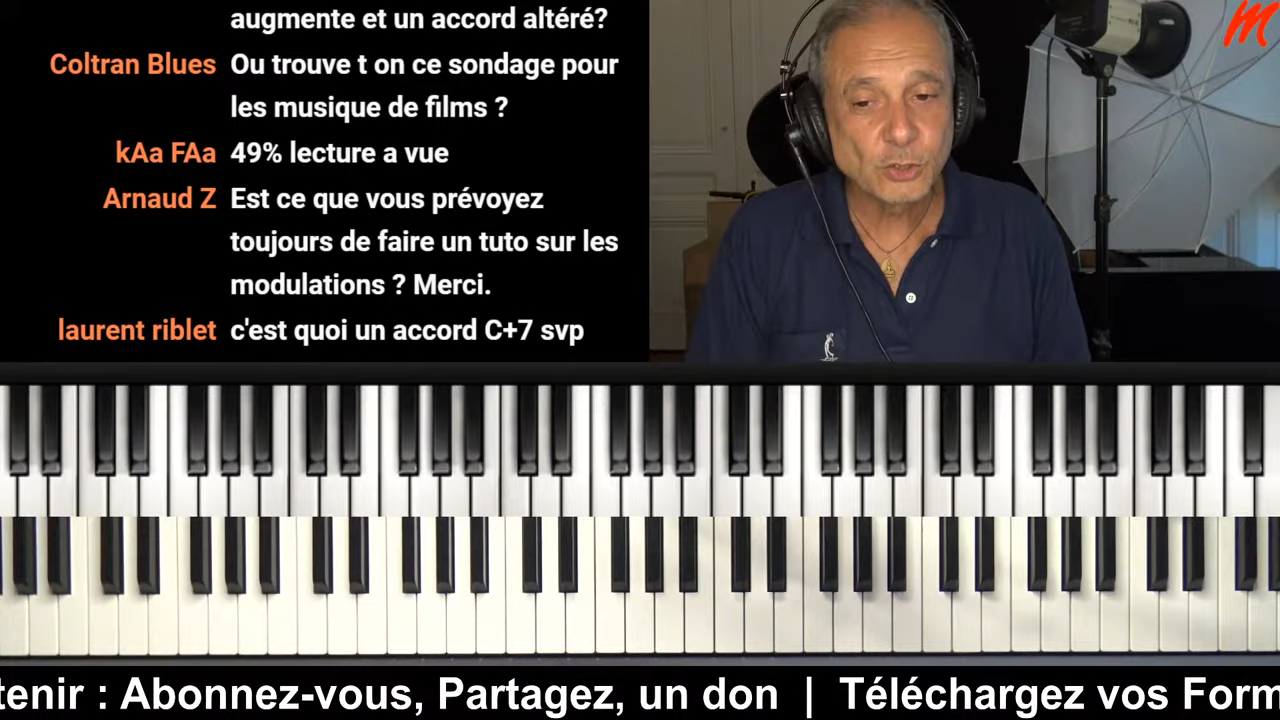 augmente et un accord altéré?
Coltran Blues Ou trouve t on ce sondage pour
les musique de films ?
kAa FAa 49% lecture a vue
Arnaud Z Est ce que vous prévoyez
toujours de faire un tuto sur les
modulations ? Merci.
laurent riblet c'est quoi un accord C+7 svp
M
tenir : Abonnez-vous, Partagez, un don | Téléchargez vos Form